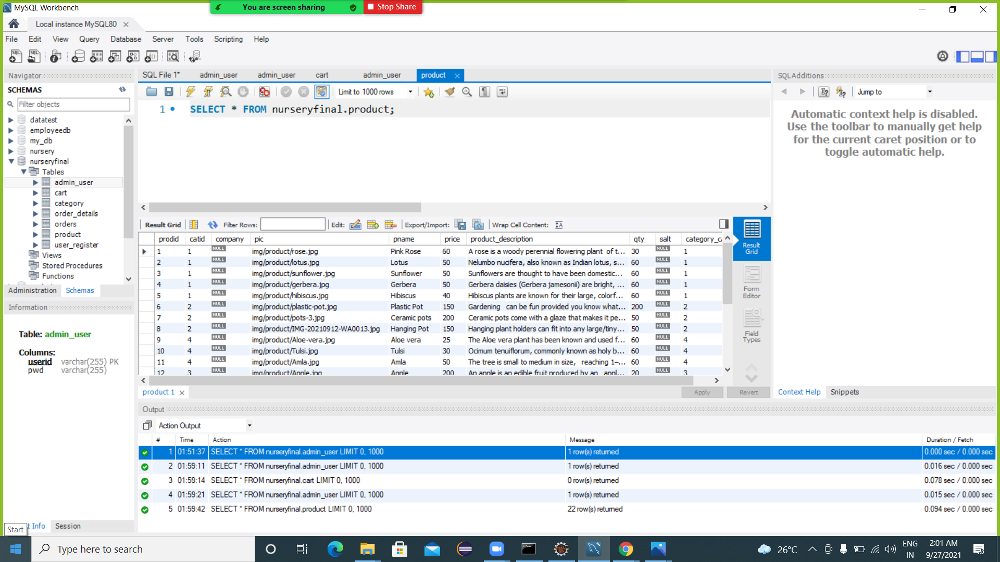 MySQL Workbench
You are screen sharing
Stop Share
Local instance MySQL80
File Edit View Query Database Server Tools Scripting Help
Navigator
SCHEMAS
Filter objects
datatest
employeedb
my_db
nursery
nurseryfinal
Tables
admin_user
cart
category
order_details
orders
product
user_register
Views
Stored Procedures
Functions
Administration Schemas
Information
Table: admin_user
Columns:
userid varchar(255) PK
pwd varchar(255)
t Info Session
Start
SQL File 1* admin_user admin_user cart admin_user product
Limit to 1000 rows
1 SELECT * FROM nurseryfinal.product;
Result Grid Filter Rows: Edit: Export/Import: Wrap Cell Content:
prodid catid company pic pname price product_description qty salt category_ca
1 1 NULL img/product/rose.jpg Pink Rose 60 A rose is a woody perennial flowering plant of t... 30 NULL 1
2 1 NULL img/product/lotus.jpg Lotus 50 Nelumbo nucifera, also known as Indian lotus, s... 60 NULL 1
3 1 NULL img/product/sunflower.jpg Sunflower 50 Sunflowers are thought to have been domestic... 60 NULL 1
4 1 NULL img/product/gerbera.jpg Gerbera 50 Gerbera daisies (Gerbera jamesonii) are bright, ... 60 NULL 1
5 1 NULL img/product/hibiscus.jpg Hibiscus 40 Hibiscus plants are known for their large, colorf... 60 NULL 1
6 2 NULL img/product/plastic-pot.jpg Plastic Pot 150 Gardening can be fun provided you know what... 200 NULL 2
7 2 NULL img/product/pots-3.jpg Ceramic pots 200 Ceramic pots come with a glaze that makes it pe... 50 NULL 2
8 2 NULL img/product/IMG-20210912-WA0013.jpg Hanging Pot 150 Hanging plant holders can fit into any large/tiny... 50 NULL 2
9 4 NULL img/product/Aloe-vera.jpg Aloe vera 25 The Aloe vera plant has been known and used f... 60 NULL 4
10 4 NULL img/product/Tulsi.jpg Tulsi 30 Ocimum tenuiflorum, commonly known as holy b... 60 NULL 4
11 4 NULL img/product/Amla.jpg Amla 50 The tree is small to medium in size, reaching 1–... 60 NULL 4
12 3 NULL img/product/Apple.jpg Apple 200 An apple is an edible fruit produced by an appl... 20 NULL 3
Result Grid
Form Editor
Field Types
product 1
Apply Revert
SQLAdditions
Jump to
Automatic context help is disabled.
Use the toolbar to manually get help
for the current caret position or to
toggle automatic help.
Context Help Snippets
Output
Action Output
# Time Action Message Duration / Fetch
1 01:51:37 SELECT * FROM nurseryfinal.admin_user LIMIT 0, 1000 1 row(s) returned 0.000 sec / 0.000 sec
2 01:59:11 SELECT * FROM nurseryfinal.admin_user LIMIT 0, 1000 1 row(s) returned 0.016 sec / 0.000 sec
3 01:59:14 SELECT * FROM nurseryfinal.cart LIMIT 0, 1000 0 row(s) returned 0.078 sec / 0.000 sec
4 01:59:21 SELECT * FROM nurseryfinal.admin_user LIMIT 0, 1000 1 row(s) returned 0.015 sec / 0.000 sec
5 01:59:42 SELECT * FROM nurseryfinal.product LIMIT 0, 1000 22 row(s) returned 0.094 sec / 0.000 sec
Type here to search
26°C
ENG
IN
2:01 AM
9/27/2021